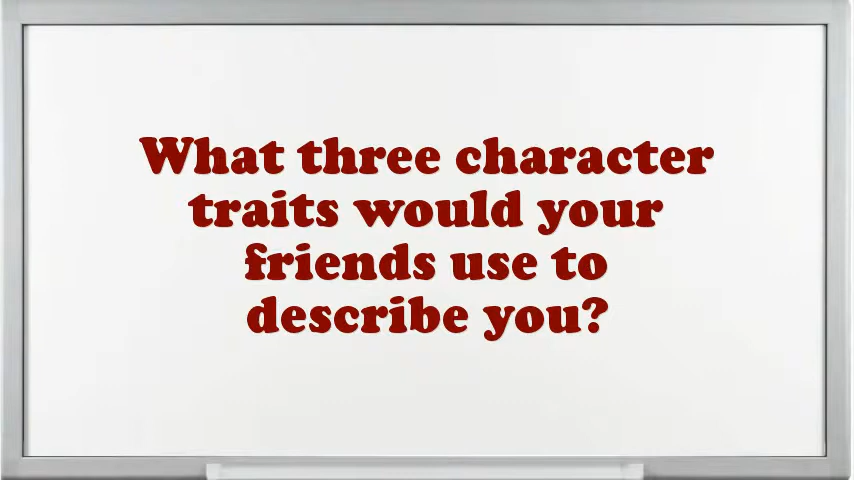 What three character
traits would your
friends use to
describe you?